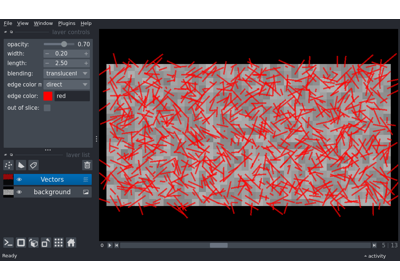 File View Window Plugins Help
layer controls
opacity: 0.70
width: 0.20
length: 2.50
blending: translucent
edge color m direct
edge color: red
out of slice:
layer list
Vectors
background
0 5 13
Ready activity